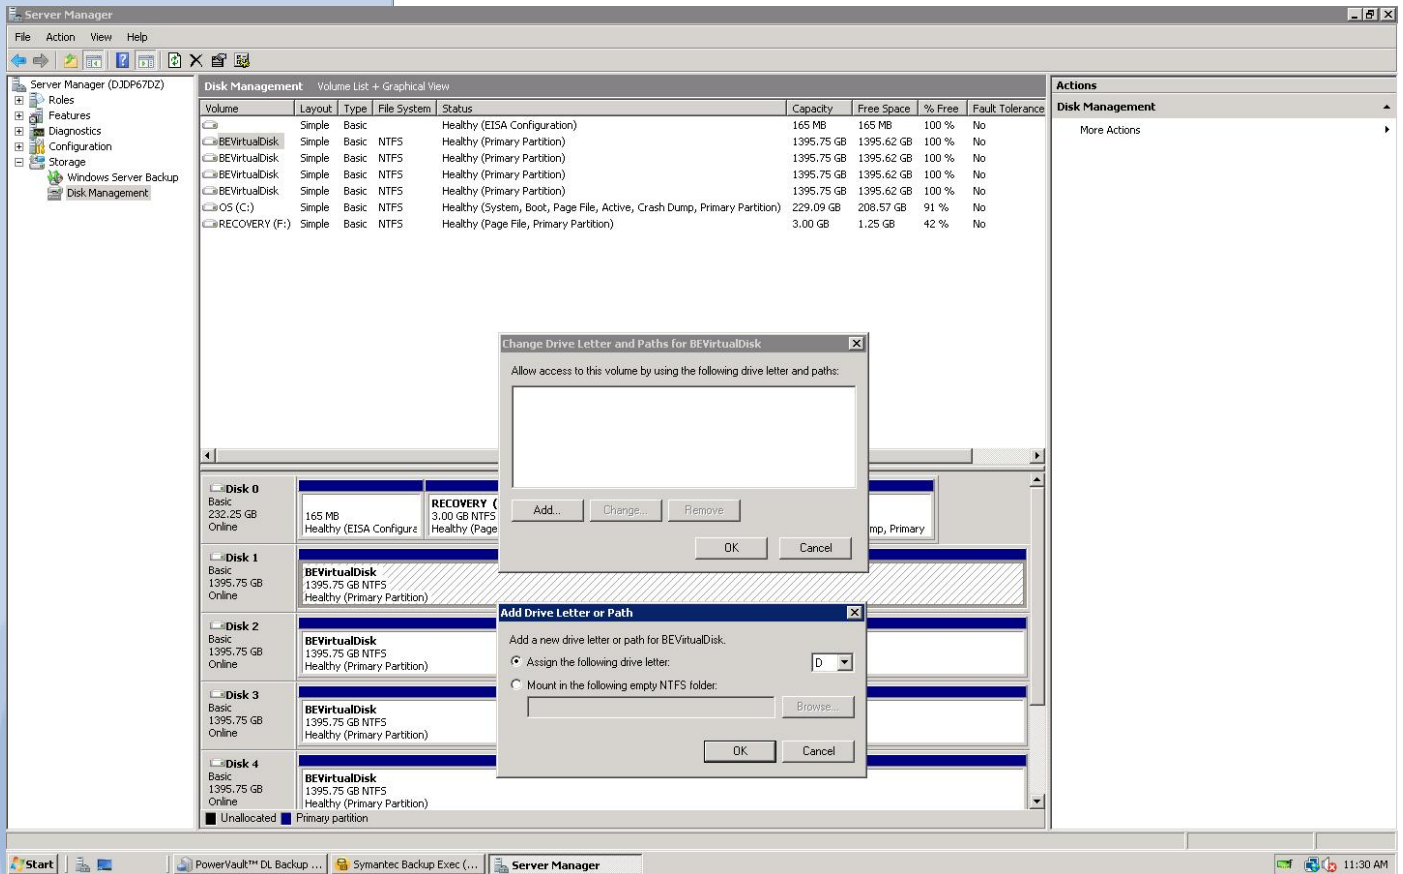 Server Manager
File Action View Help
Server Manager (DJDP67DZ)
Roles
Features
Diagnostics
Configuration
Storage
Windows Server Backup
Disk Management
Disk Management Volume List + Graphical View
Volume Layout Type File System Status Capacity Free Space % Free Fault Tolerance
Simple Basic Healthy (EISA Configuration) 165 MB 165 MB 100 % No
BEVirtualDisk Simple Basic NTFS Healthy (Primary Partition) 1395.75 GB 1395.62 GB 100 % No
BEVirtualDisk Simple Basic NTFS Healthy (Primary Partition) 1395.75 GB 1395.62 GB 100 % No
BEVirtualDisk Simple Basic NTFS Healthy (Primary Partition) 1395.75 GB 1395.62 GB 100 % No
BEVirtualDisk Simple Basic NTFS Healthy (Primary Partition) 1395.75 GB 1395.62 GB 100 % No
OS (C:) Simple Basic NTFS Healthy (System, Boot, Page File, Active, Crash Dump, Primary Partition) 229.09 GB 208.57 GB 91 % No
RECOVERY (F:) Simple Basic NTFS Healthy (Page File, Primary Partition) 3.00 GB 1.25 GB 42 % No
Actions
Disk Management
More Actions
Change Drive Letter and Paths for BEVirtualDisk
Allow access to this volume by using the following drive letter and paths:
Add... Change... Remove
OK Cancel
Disk 0
Basic
232.25 GB
Online
165 MB
Healthy (EISA Configura
RECOVERY (
3.00 GB NTFS
Healthy (Page
mp, Primary
Disk 1
Basic
1395.75 GB
Online
BEVirtualDisk
1395.75 GB NTFS
Healthy (Primary Partition)
Disk 2
Basic
1395.75 GB
Online
BEVirtualDisk
1395.75 GB NTFS
Healthy (Primary Partition)
Disk 3
Basic
1395.75 GB
Online
BEVirtualDisk
1395.75 GB NTFS
Healthy (Primary Partition)
Disk 4
Basic
1395.75 GB
Online
BEVirtualDisk
1395.75 GB NTFS
Healthy (Primary Partition)
Add Drive Letter or Path
Add a new drive letter or path for BEVirtualDisk.
Assign the following drive letter: D
Mount in the following empty NTFS folder:
Browse...
OK Cancel
Unallocated Primary partition
Start PowerVault™ DL Backup ... Symantec Backup Exec (... Server Manager 11:30 AM